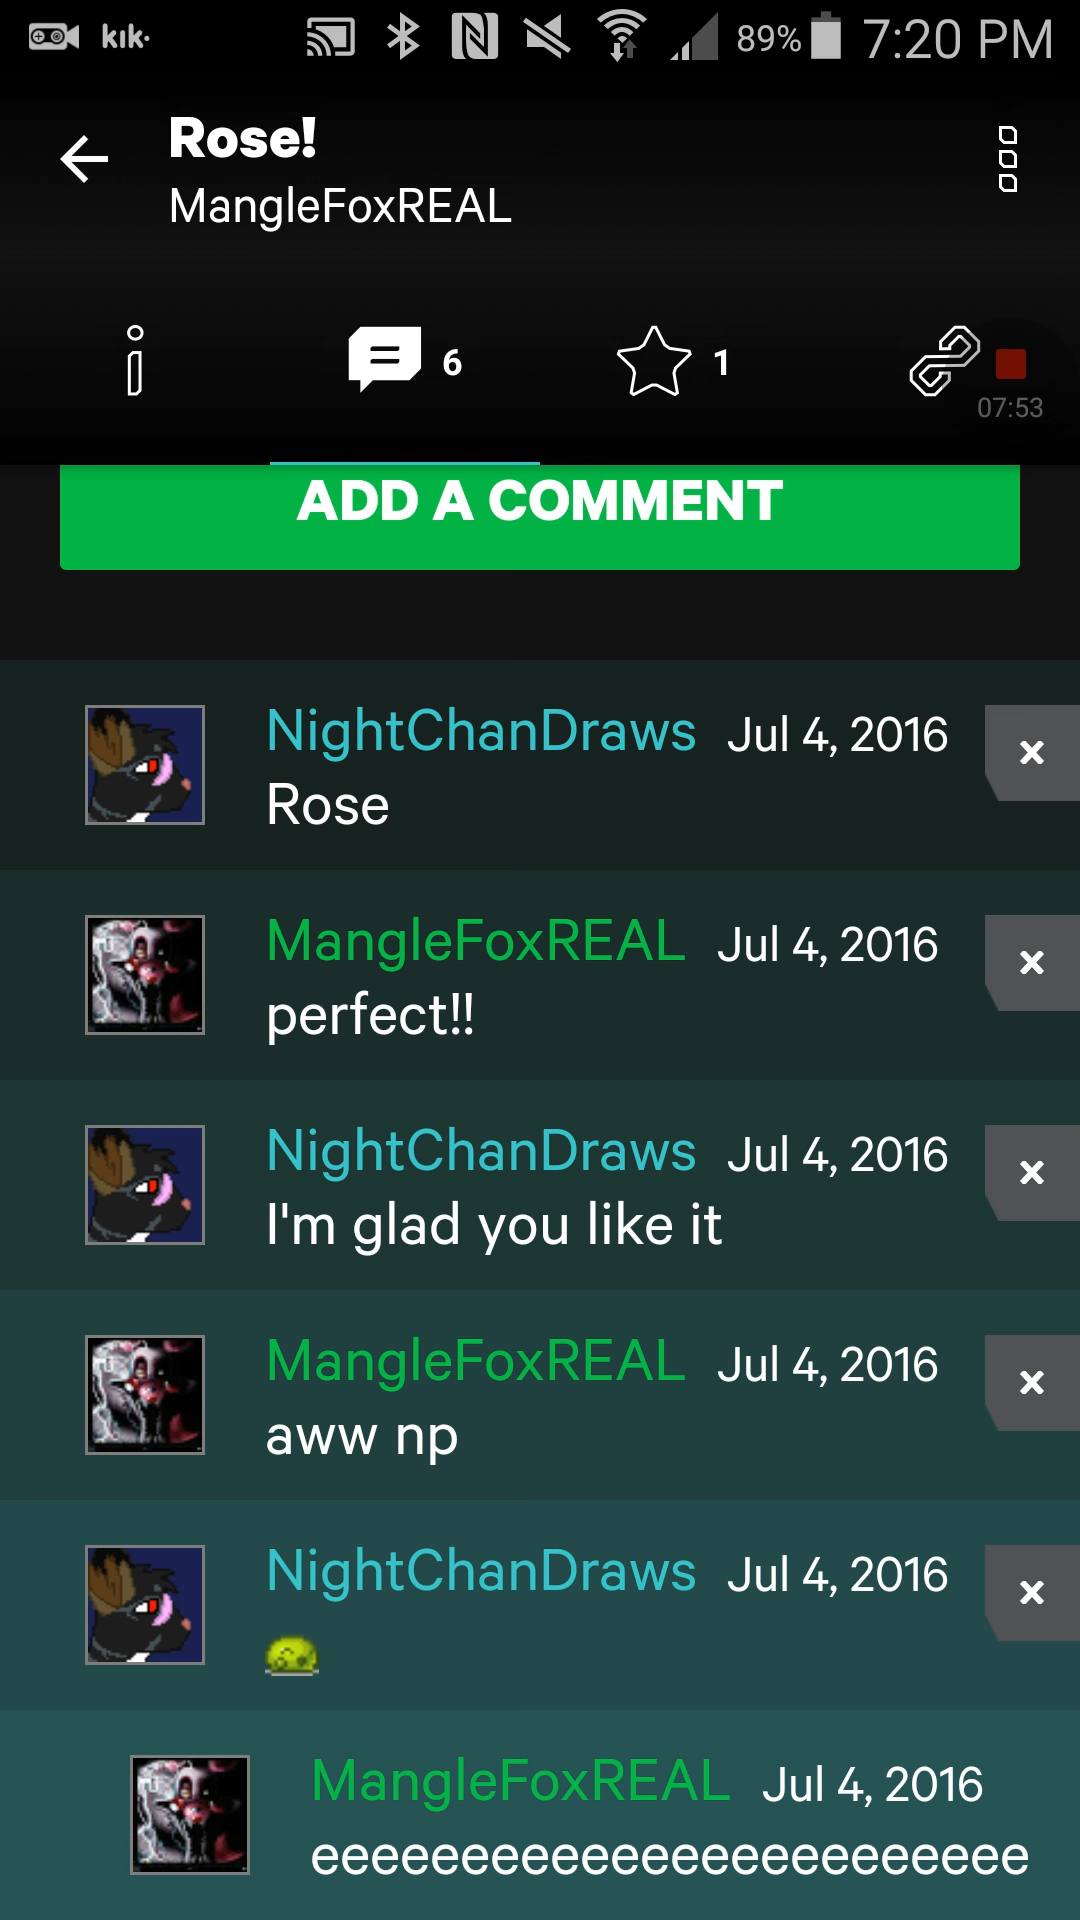 kik·
89% 7:20 PM
Rose!
MangleFoxREAL
6
1
07:53
ADD A COMMENT
NightChanDraws Jul 4, 2016
Rose
MangleFoxREAL Jul 4, 2016
perfect!!
NightChanDraws Jul 4, 2016
I'm glad you like it
MangleFoxREAL Jul 4, 2016
aww np
NightChanDraws Jul 4, 2016
MangleFoxREAL Jul 4, 2016
eeeeeeeeeeeeeeeeeeeeeeee